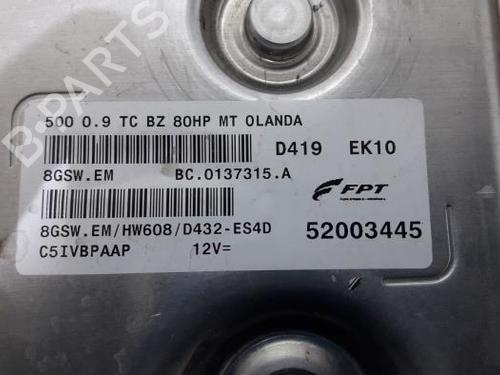 500 0.9 TC BZ 80HP MT OLANDA
D419 EK10
8GSW.EM BC.0137315.A
FPT
8GSW.EM/HW608/D432-ES4D 52003445
C5IVBPAAP 12V=